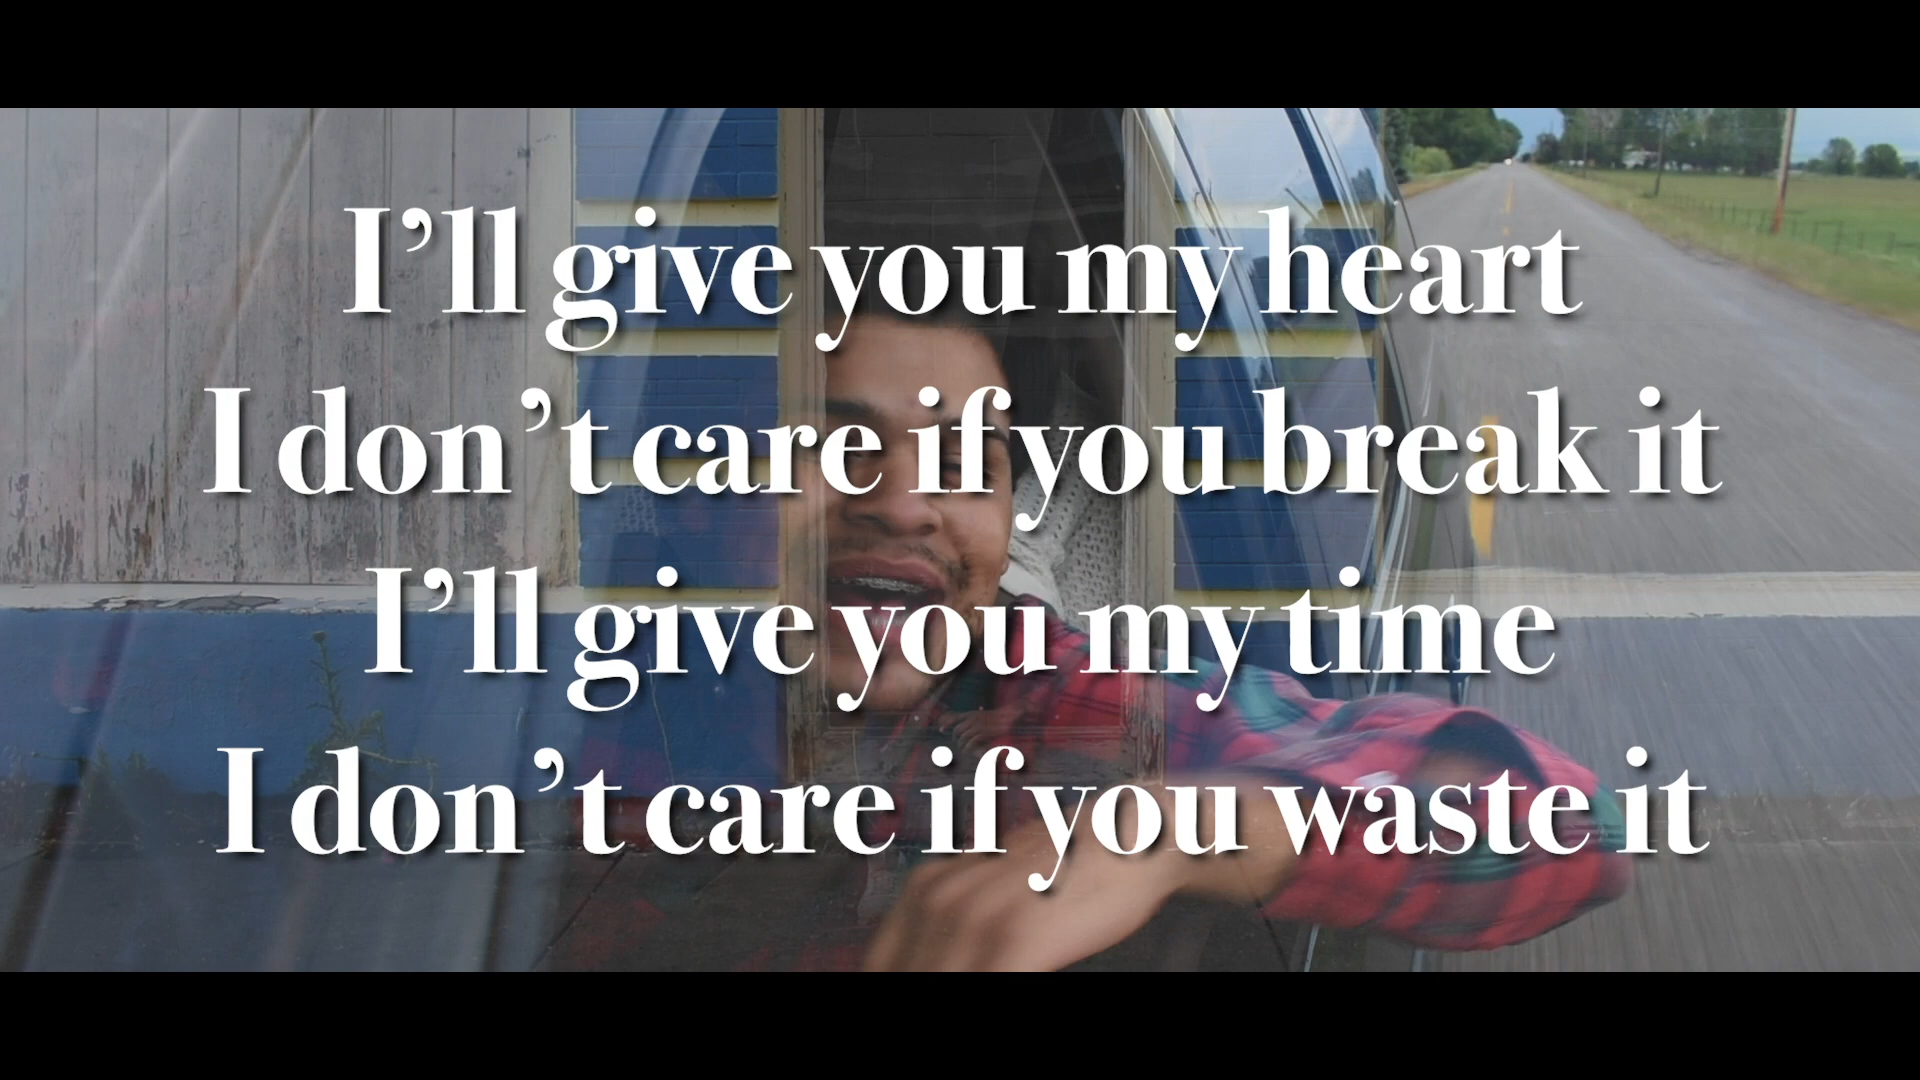 I’ll give you my heart
I don’t care if you break it
I’ll give you my time
I don’t care if you waste it